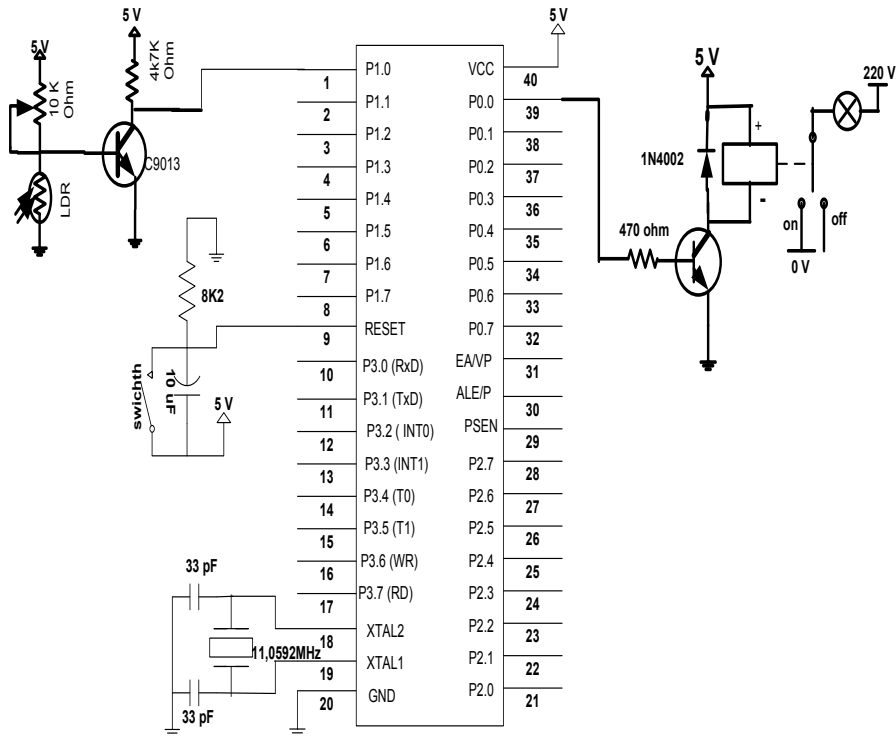 5 V
5 V
10 K
Ohm
LDR
4k7K
Ohm
C9013
8K2
swichth
10 uF
5 V
33 pF
11,0592MHz
33 pF
P1.0
1
P1.1
2
P1.2
3
P1.3
4
P1.4
5
P1.5
6
P1.6
7
P1.7
8
RESET
9
P3.0 (RxD)
10
P3.1 (TxD)
11
P3.2 ( INT0)
12
P3.3 (INT1)
13
P3.4 (T0)
14
P3.5 (T1)
15
P3.6 (WR)
16
P3.7 (RD)
17
XTAL2
18
XTAL1
19
GND
20
5 V
VCC
40
P0.0
39
P0.1
38
P0.2
37
P0.3
36
P0.4
35
P0.5
34
P0.6
33
P0.7
32
EA/VP
31
ALE/P
30
PSEN
29
P2.7
28
P2.6
27
P2.5
26
P2.4
25
P2.3
24
P2.2
23
P2.1
22
P2.0
21
470 ohm
5 V
1N4002
+
-
220 V
on
off
0 V